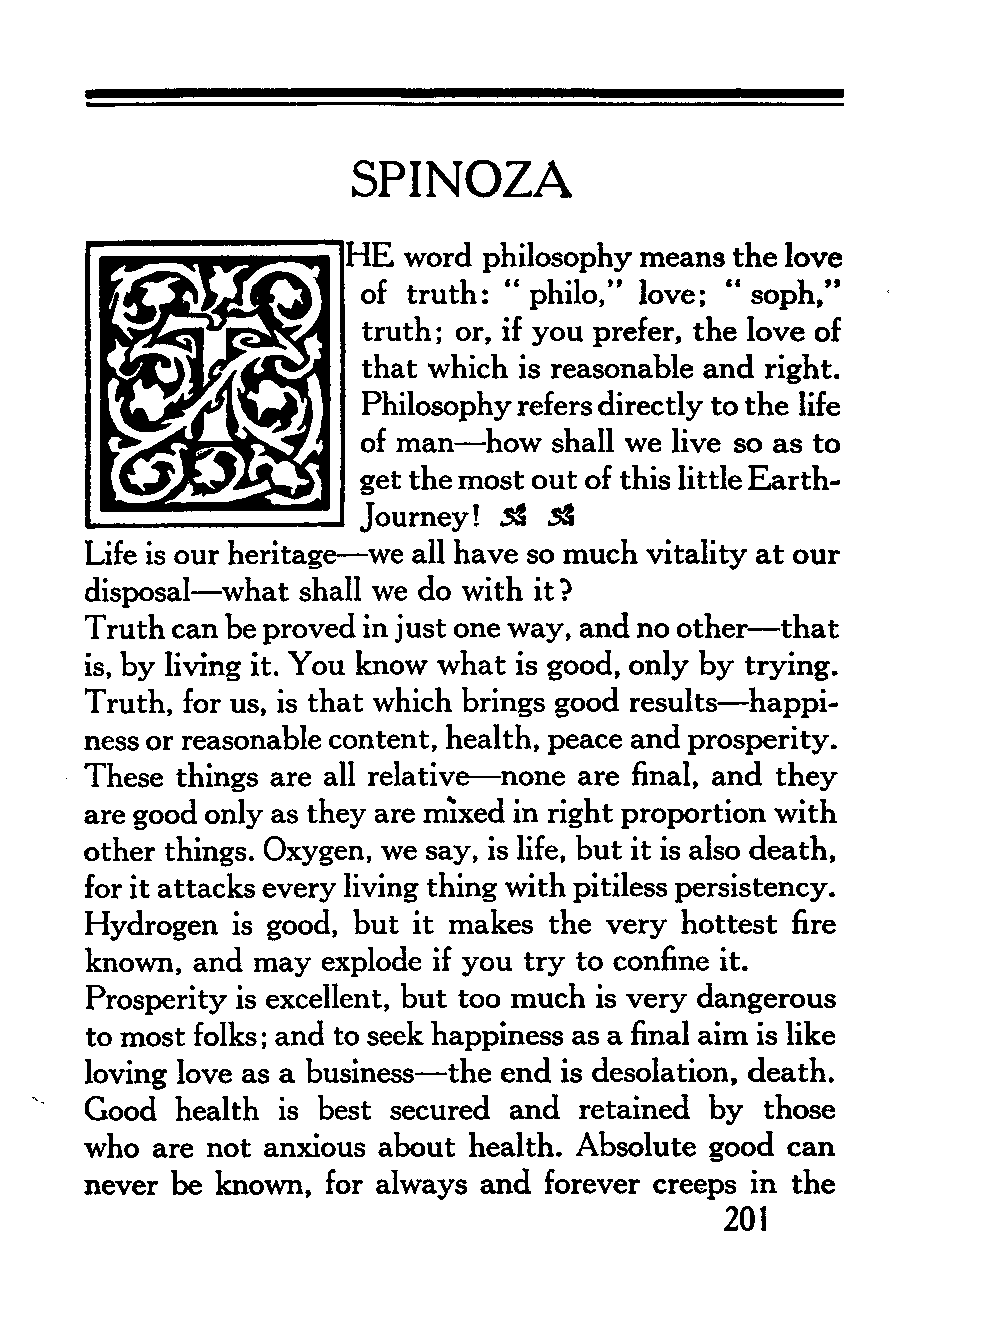 SPINOZA
THE word philosophy means the love
of truth: “ philo,” love; “ soph,”
truth; or, if you prefer, the love of
that which is reasonable and right.
Philosophy refers directly to the life
of man—how shall we live so as to
get the most out of this little Earth-
Journey!
Life is our heritage—we all have so much vitality at our
disposal—what shall we do with it?
Truth can be proved in just one way, and no other—that
is, by living it. You know what is good, only by trying.
Truth, for us, is that which brings good results—happi-
ness or reasonable content, health, peace and prosperity.
These things are all relative—none are final, and they
are good only as they are mixed in right proportion with
other things. Oxygen, we say, is life, but it is also death,
for it attacks every living thing with pitiless persistency.
Hydrogen is good, but it makes the very hottest fire
known, and may explode if you try to confine it.
Prosperity is excellent, but too much is very dangerous
to most folks; and to seek happiness as a final aim is like
loving love as a business—the end is desolation, death.
Good health is best secured and retained by those
who are not anxious about health. Absolute good can
never be known, for always and forever creeps in the
201